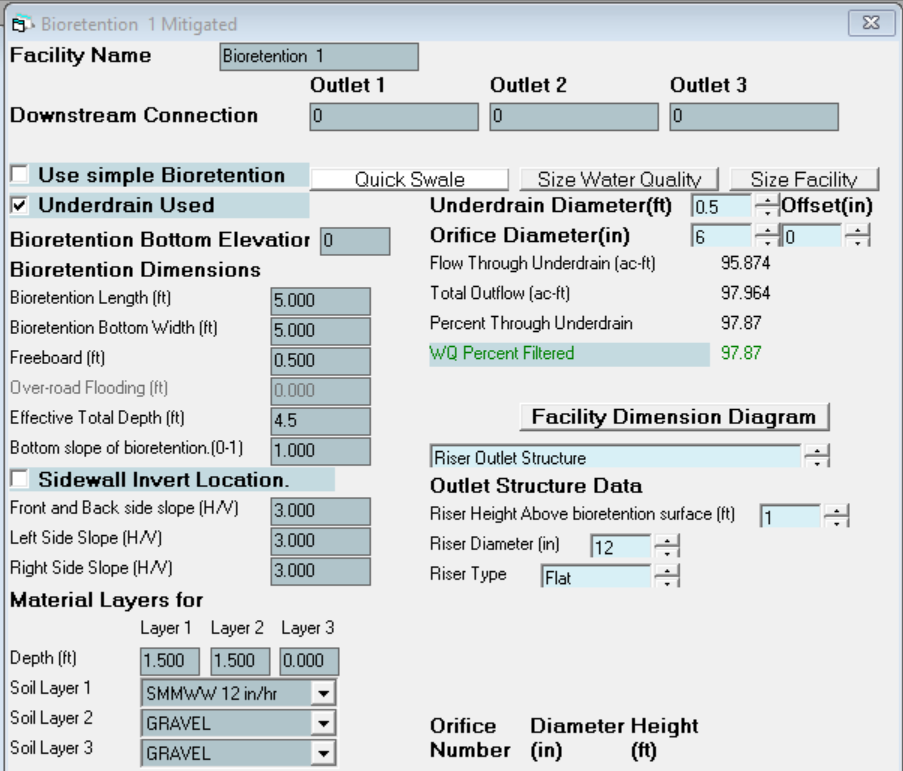 Bioretention 1 Mitigated
Facility Name Bioretention 1
Outlet 1 Outlet 2 Outlet 3
Downstream Connection 0 0 0
Use simple Bioretention Quick Swale Size Water Quality Size Facility
Underdrain Used Underdrain Diameter(ft) 0.5 Offset(in)
Bioretention Bottom Elevatior 0 Orifice Diameter(in) 6 0
Bioretention Dimensions Flow Through Underdrain (ac-ft) 95.874
Bioretention Length (ft) 5.000 Total Outflow (ac-ft) 97.964
Bioretention Bottom Width (ft) 5.000 Percent Through Underdrain 97.87
Freeboard (ft) 0.500 WQ Percent Filtered 97.87
Over-road Flooding (ft) 0.000
Effective Total Depth (ft) 4.5 Facility Dimension Diagram
Bottom slope of bioretention.(0-1) 1.000 Riser Outlet Structure
Sidewall Invert Location. Outlet Structure Data
Front and Back side slope (H/V) 3.000 Riser Height Above bioretention surface (ft) 1
Left Side Slope (H/V) 3.000 Riser Diameter (in) 12
Right Side Slope (H/V) 3.000 Riser Type Flat
Material Layers for
Layer 1 Layer 2 Layer 3
Depth (ft) 1.500 1.500 0.000
Soil Layer 1 SMMWW 12 in/hr
Soil Layer 2 GRAVEL Orifice Diameter Height
Soil Layer 3 GRAVEL Number (in) (ft)